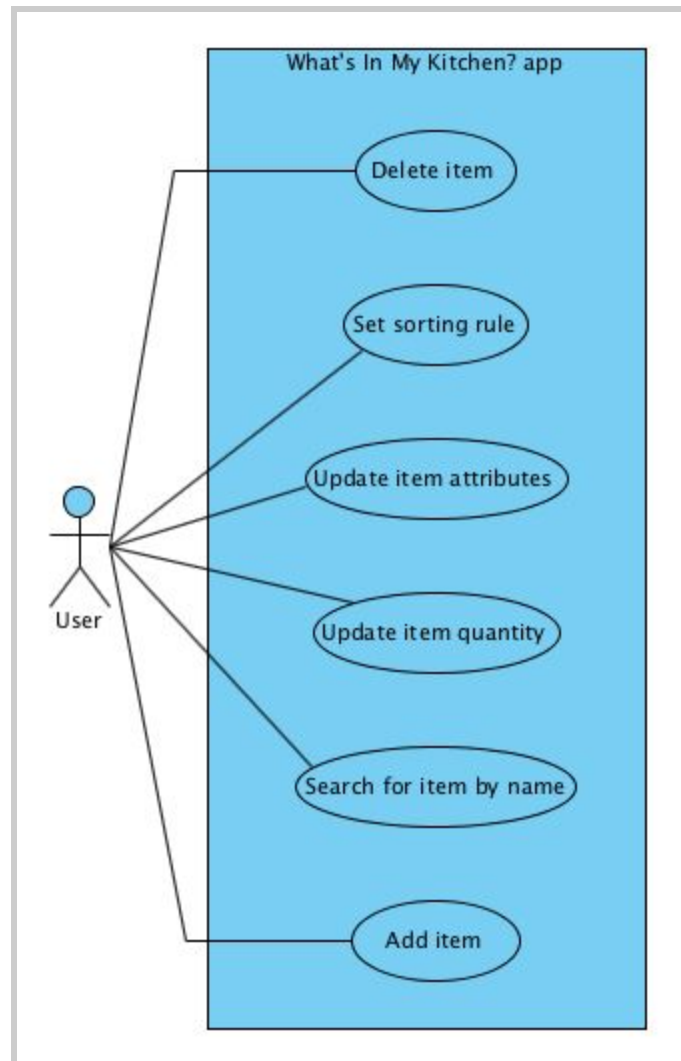 What's In My Kitchen? app
Delete item
Set sorting rule
Update item attributes
User
Update item quantity
Search for item by name
Add item